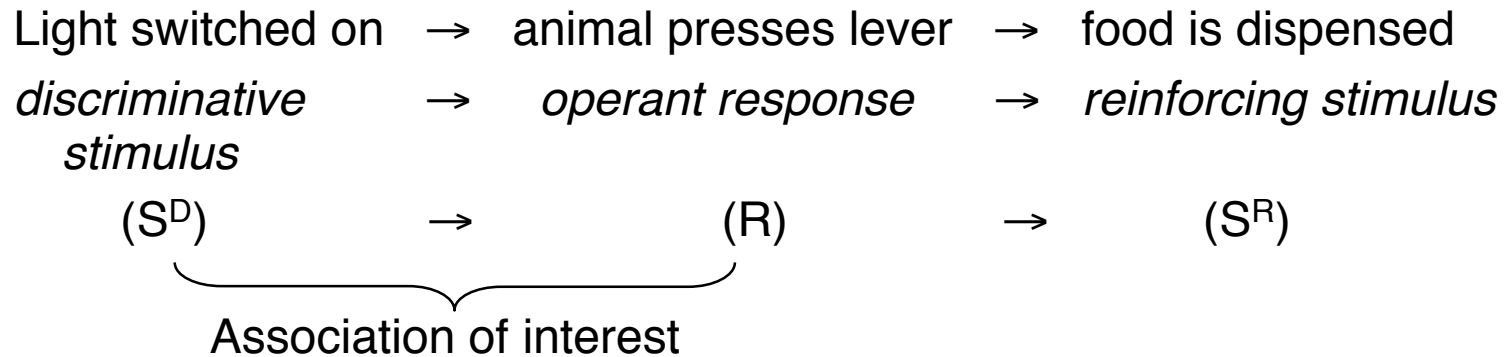 Light switched on → animal presses lever → food is dispensed
discriminative → operant response → reinforcing stimulus
stimulus
(Sᴰ) → (R) → (Sᴿ)
Association of interest